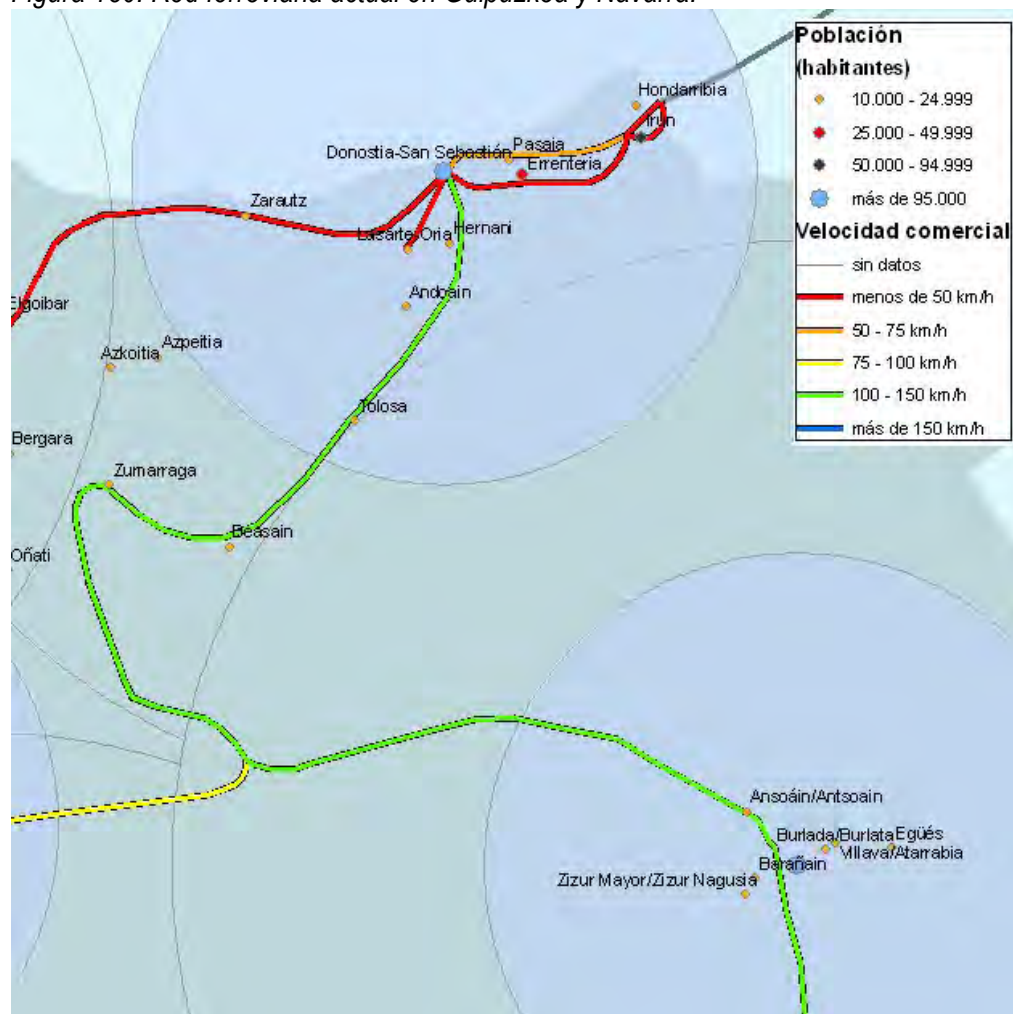 Figura 139. Red ferroviaria actual en Guipúzkoa y Navarra.
Población
(habitantes)
10.000 - 24.999
25.000 - 49.999
50.000 - 94.999
más de 95.000
Velocidad comercial
sin datos
menos de 50 km/h
50 - 75 km/h
75 - 100 km/h
100 - 150 km/h
más de 150 km/h
Hondarribia
Irun
Pasaia
Donostia-San Sebastián
Errenteria
Zarautz
Lasarte-Oria
Hernani
Elgoibar
Andoain
Azkoitia
Azpeitia
Tolosa
Bergara
Zumarraga
Beasain
Oñati
Ansoáin/Antsoain
Burlada/Burlata
Egüés
Villava/Atarrabia
Barañain
Zizur Mayor/Zizur Nagusia